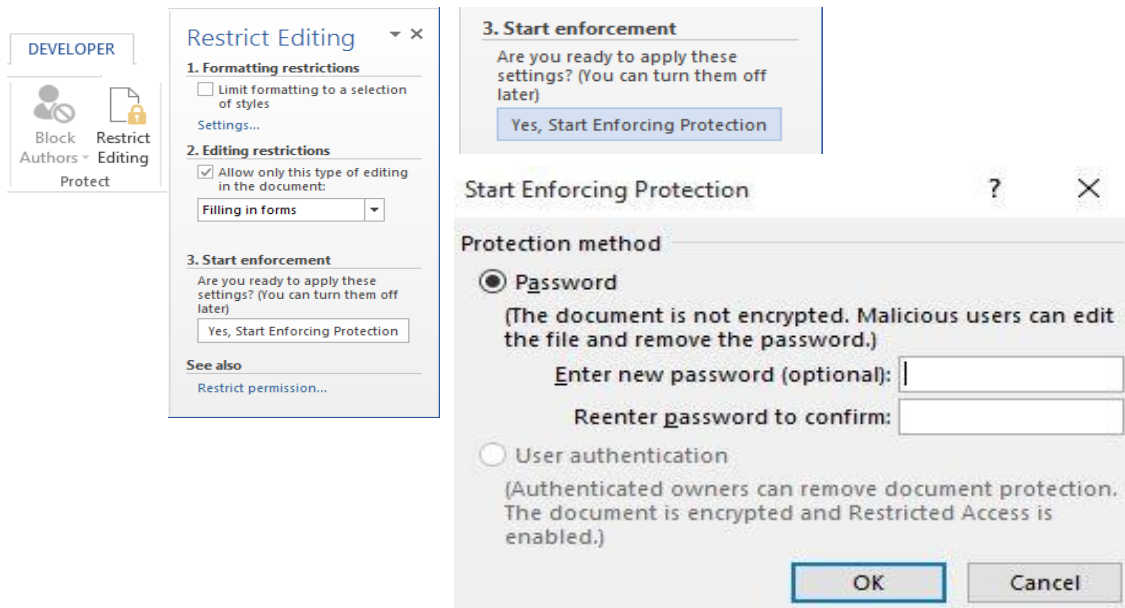 DEVELOPER
Block
Authors
Restrict
Editing
Protect
Restrict Editing
1. Formatting restrictions
Limit formatting to a selection
of styles
Settings...
2. Editing restrictions
Allow only this type of editing
in the document:
Filling in forms
3. Start enforcement
Are you ready to apply these
settings? (You can turn them off
later)
Yes, Start Enforcing Protection
See also
Restrict permission...
3. Start enforcement
Are you ready to apply these
settings? (You can turn them off
later)
Yes, Start Enforcing Protection
Start Enforcing Protection
?
Protection method
Password
(The document is not encrypted. Malicious users can edit
the file and remove the password.)
Enter new password (optional):
Reenter password to confirm:
User authentication
(Authenticated owners can remove document protection.
The document is encrypted and Restricted Access is
enabled.)
OK
Cancel